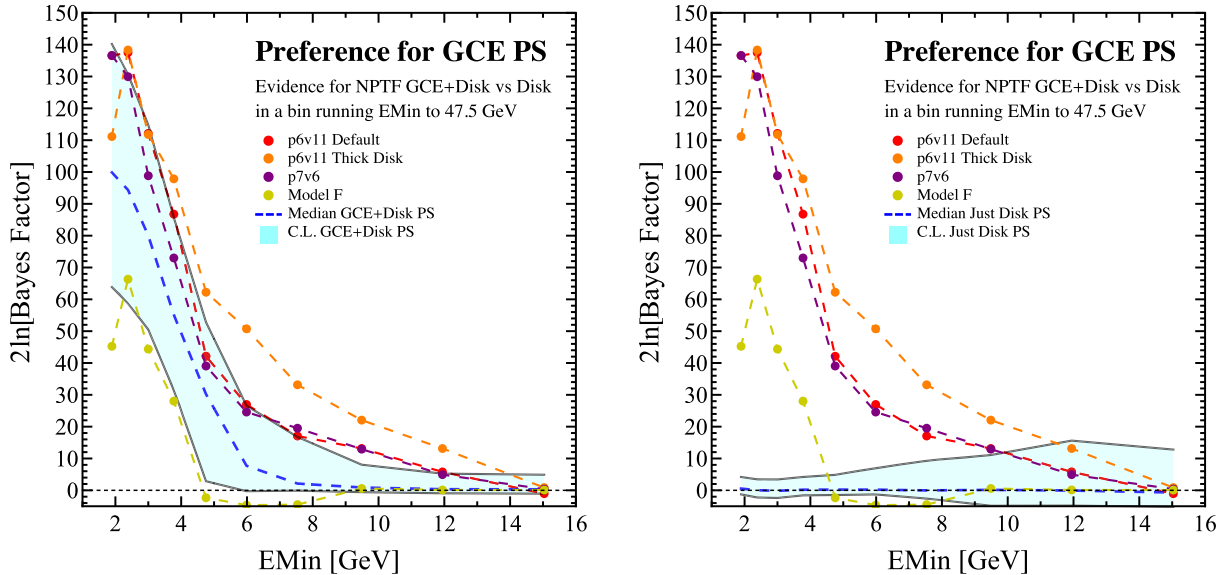 Preference for GCE PS
Evidence for NPTF GCE+Disk vs Disk
in a bin running EMin to 47.5 GeV
p6v11 Default
p6v11 Thick Disk
p7v6
Model F
Median GCE+Disk PS
C.L. GCE+Disk PS
2ln[Bayes Factor]
150
140
130
120
110
100
90
80
70
60
50
40
30
20
10
0
2 4 6 8 10 12 14 16
EMin [GeV]
Preference for GCE PS
Evidence for NPTF GCE+Disk vs Disk
in a bin running EMin to 47.5 GeV
p6v11 Default
p6v11 Thick Disk
p7v6
Model F
Median Just Disk PS
C.L. Just Disk PS
2ln[Bayes Factor]
150
140
130
120
110
100
90
80
70
60
50
40
30
20
10
0
2 4 6 8 10 12 14 16
EMin [GeV]